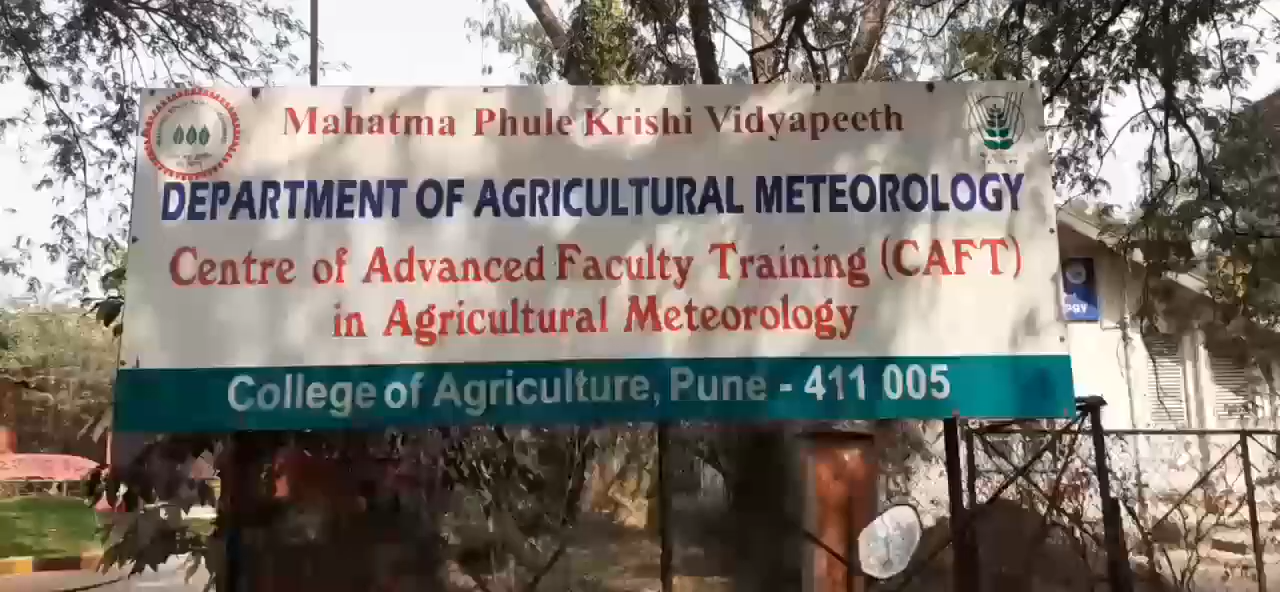 Mahatma Phule Krishi Vidyapeeth
DEPARTMENT OF AGRICULTURAL METEOROLOGY
Centre of Advanced Faculty Training (CAFT)
in Agricultural Meteorology
College of Agriculture, Pune - 411 005